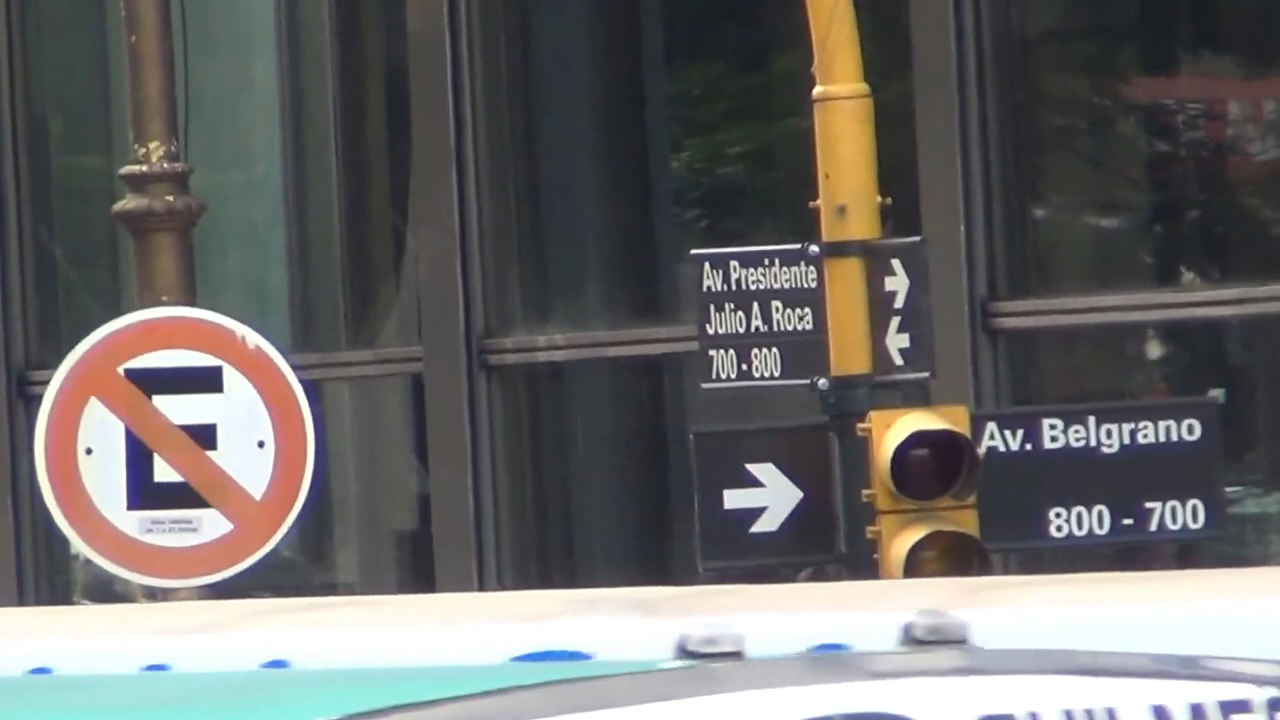 E
Av. Presidente
Julio A. Roca
700 - 800
Av. Belgrano
800 - 700